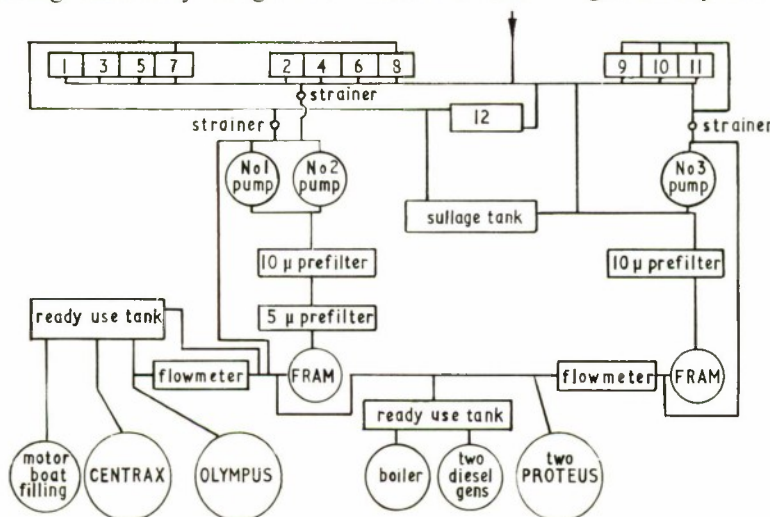 1 3 5 7 2 4 6 8 9 10 11
strainer
12
strainer
strainer
No1 pump
No2 pump
No3 pump
sullage tank
10 µ prefilter
10 µ prefilter
ready use tank
5 µ prefilter
flowmeter
FRAM
flowmeter
FRAM
ready use tank
motor boat filling
CENTRAX
OLYMPUS
boiler
two diesel gens
two PROTEUS